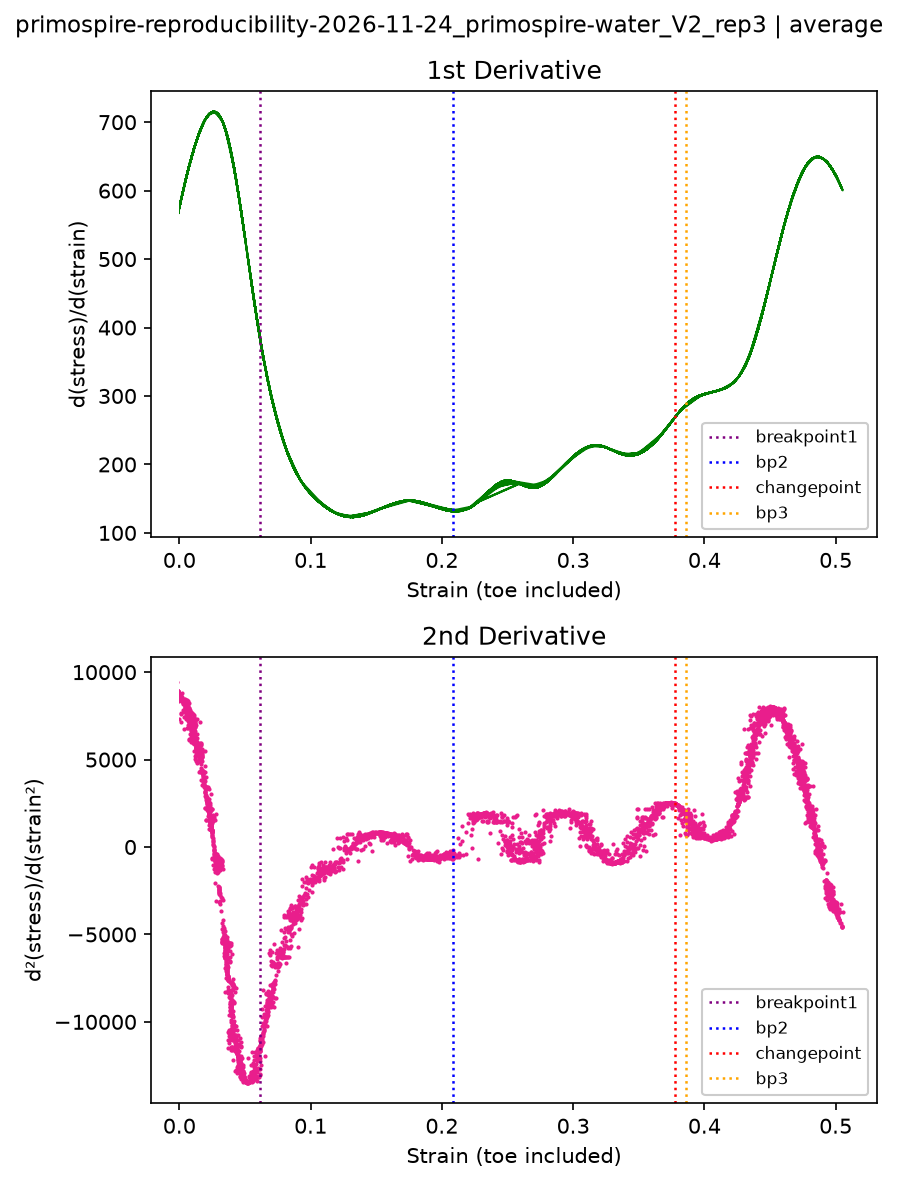 primospire-reproducibility-2026-11-24_primospire-water_V2_rep3 | average
1st Derivative
700
600
500
400
300
200
100
d(stress)/d(strain)
breakpoint1
bp2
changepoint
bp3
0.0 0.1 0.2 0.3 0.4 0.5
Strain (toe included)
2nd Derivative
10000
5000
0
−5000
−10000
d²(stress)/d(strain²)
breakpoint1
bp2
changepoint
bp3
0.0 0.1 0.2 0.3 0.4 0.5
Strain (toe included)